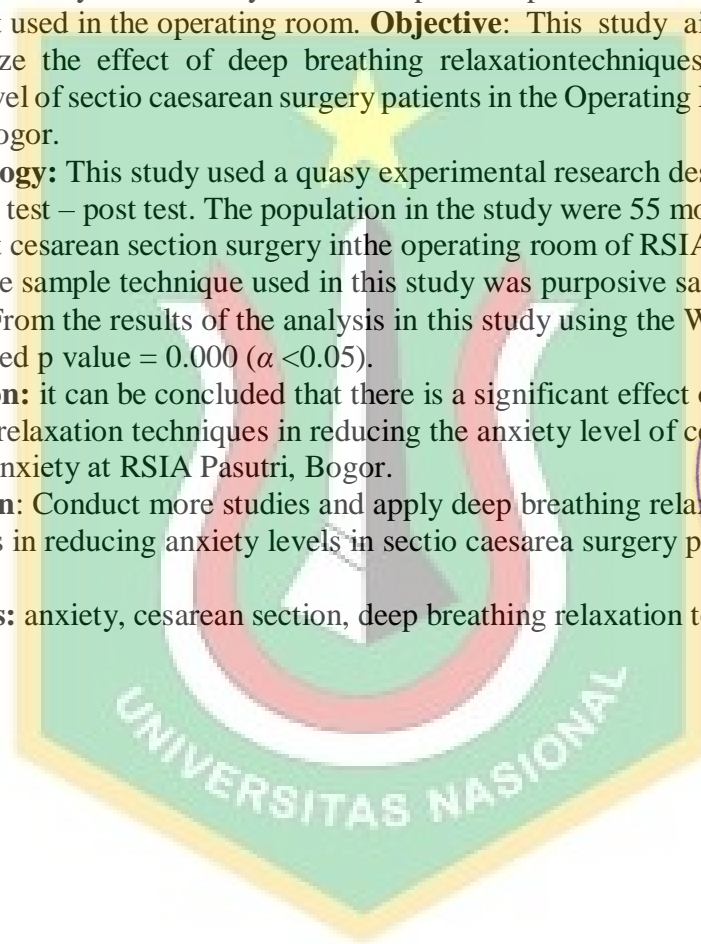 used in the operating room. Objective: This study
ze the effect of deep breathing relaxationtechniques
vel of sectio caesarean surgery patients in the Operating
ogor.
ogy: This study used a quasy experimental research
test – post test. The population in the study were 55
cesarean section surgery inthe operating room of RSIA
e sample technique used in this study was purposive
From the results of the analysis in this study using the
ed p value = 0.000 (α <0.05).
on: it can be concluded that there is a significant effect
relaxation techniques in reducing the anxiety level of
nxiety at RSIA Pasutri, Bogor.
n: Conduct more studies and apply deep breathing
s in reducing anxiety levels in sectio caesarea surgery
s: anxiety, cesarean section, deep breathing relaxation
UNIVERSITAS NASIONAL